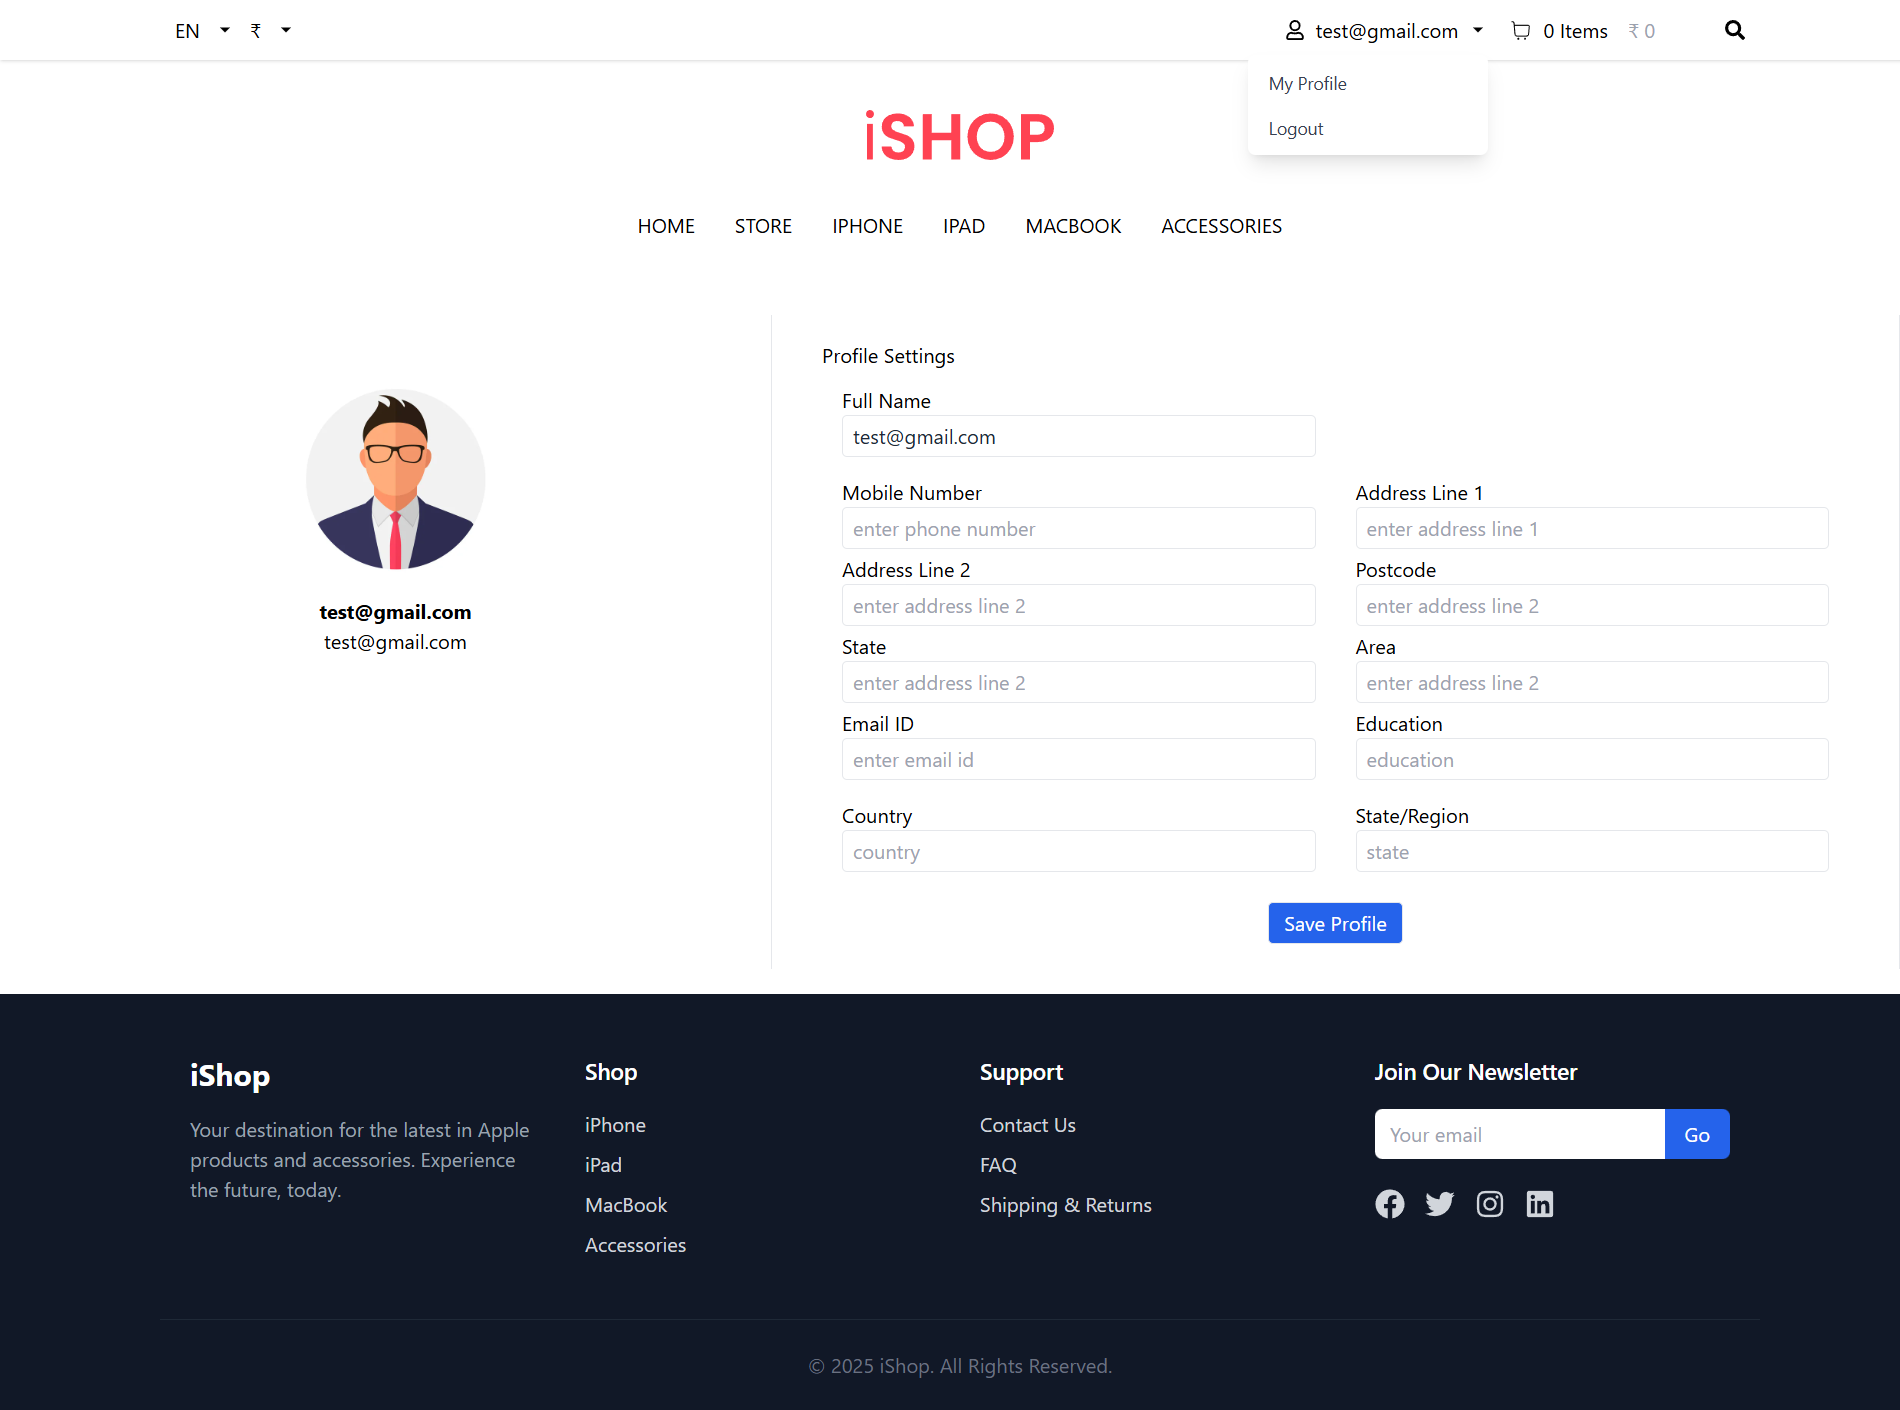 EN ₹ test@gmail.com 0 Items ₹ 0
My Profile
Logout
iSHOP
HOME STORE IPHONE IPAD MACBOOK ACCESSORIES
test@gmail.com
test@gmail.com
Profile Settings
Full Name
test@gmail.com
Mobile Number Address Line 1
enter phone number enter address line 1
Address Line 2 Postcode
enter address line 2 enter address line 2
State Area
enter address line 2 enter address line 2
Email ID Education
enter email id education
Country State/Region
country state
Save Profile
iShop
Your destination for the latest in Apple
products and accessories. Experience
the future, today.
Shop
iPhone
iPad
MacBook
Accessories
Support
Contact Us
FAQ
Shipping & Returns
Join Our Newsletter
Your email Go
© 2025 iShop. All Rights Reserved.